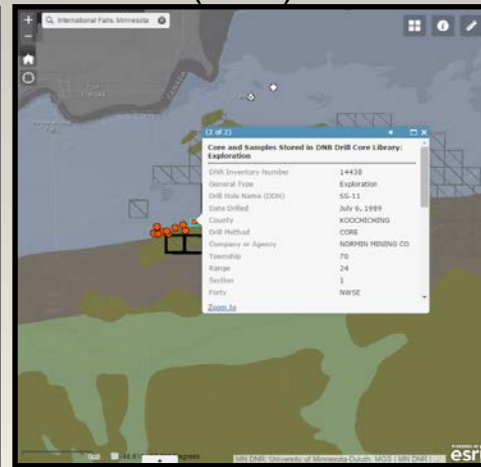 International Falls, Minnesota
CANADA
(2 of 2)
Core and Samples Stored in DNR Drill Core Library:
Exploration
DNR Inventory Number 14438
General Type Exploration
Drill Hole Name (DDH) SS-11
Date Drilled July 6, 1989
County KOOCHICHING
Drill Method CORE
Company or Agency NORMIN MINING CO
Township 70
Range 24
Section 1
Forty NWSE
Zoom to
MN DNR, University of Minnesota-Duluth, MGS | MN DNR |
esri